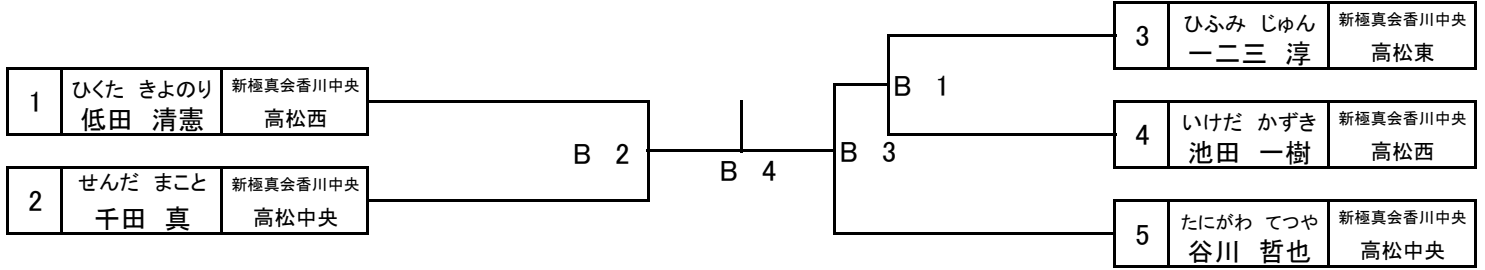 1
ひくた きよのり
低田 清憲
新極真会香川中央
高松西
2
せんだ まこと
千田 真
新極真会香川中央
高松中央
B 2
B 4
B 3
B 1
3
ひふみ じゅん
一二三 淳
新極真会香川中央
高松東
4
いけだ かずき
池田 一樹
新極真会香川中央
高松西
5
たにがわ てつや
谷川 哲也
新極真会香川中央
高松中央